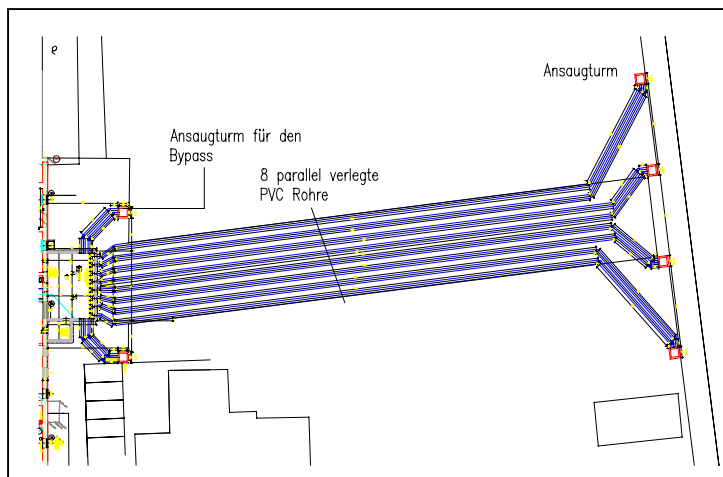 Ansaugturm
Ansaugturm für den
Bypass
8 parallel verlegte
PVC Rohre